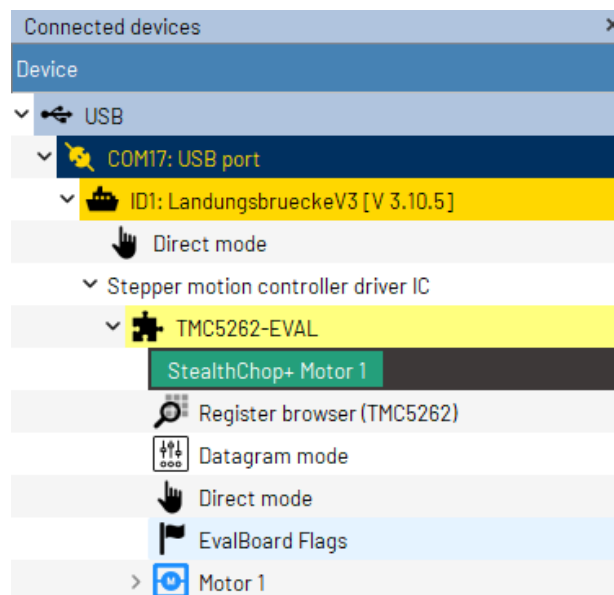 Connected devices
Device
USB
COM17: USB port
ID1: LandungsbrueckeV3 [V 3.10.5]
Direct mode
Stepper motion controller driver IC
TMC5262-EVAL
StealthChop+ Motor 1
Register browser (TMC5262)
Datagram mode
Direct mode
EvalBoard Flags
M Motor 1